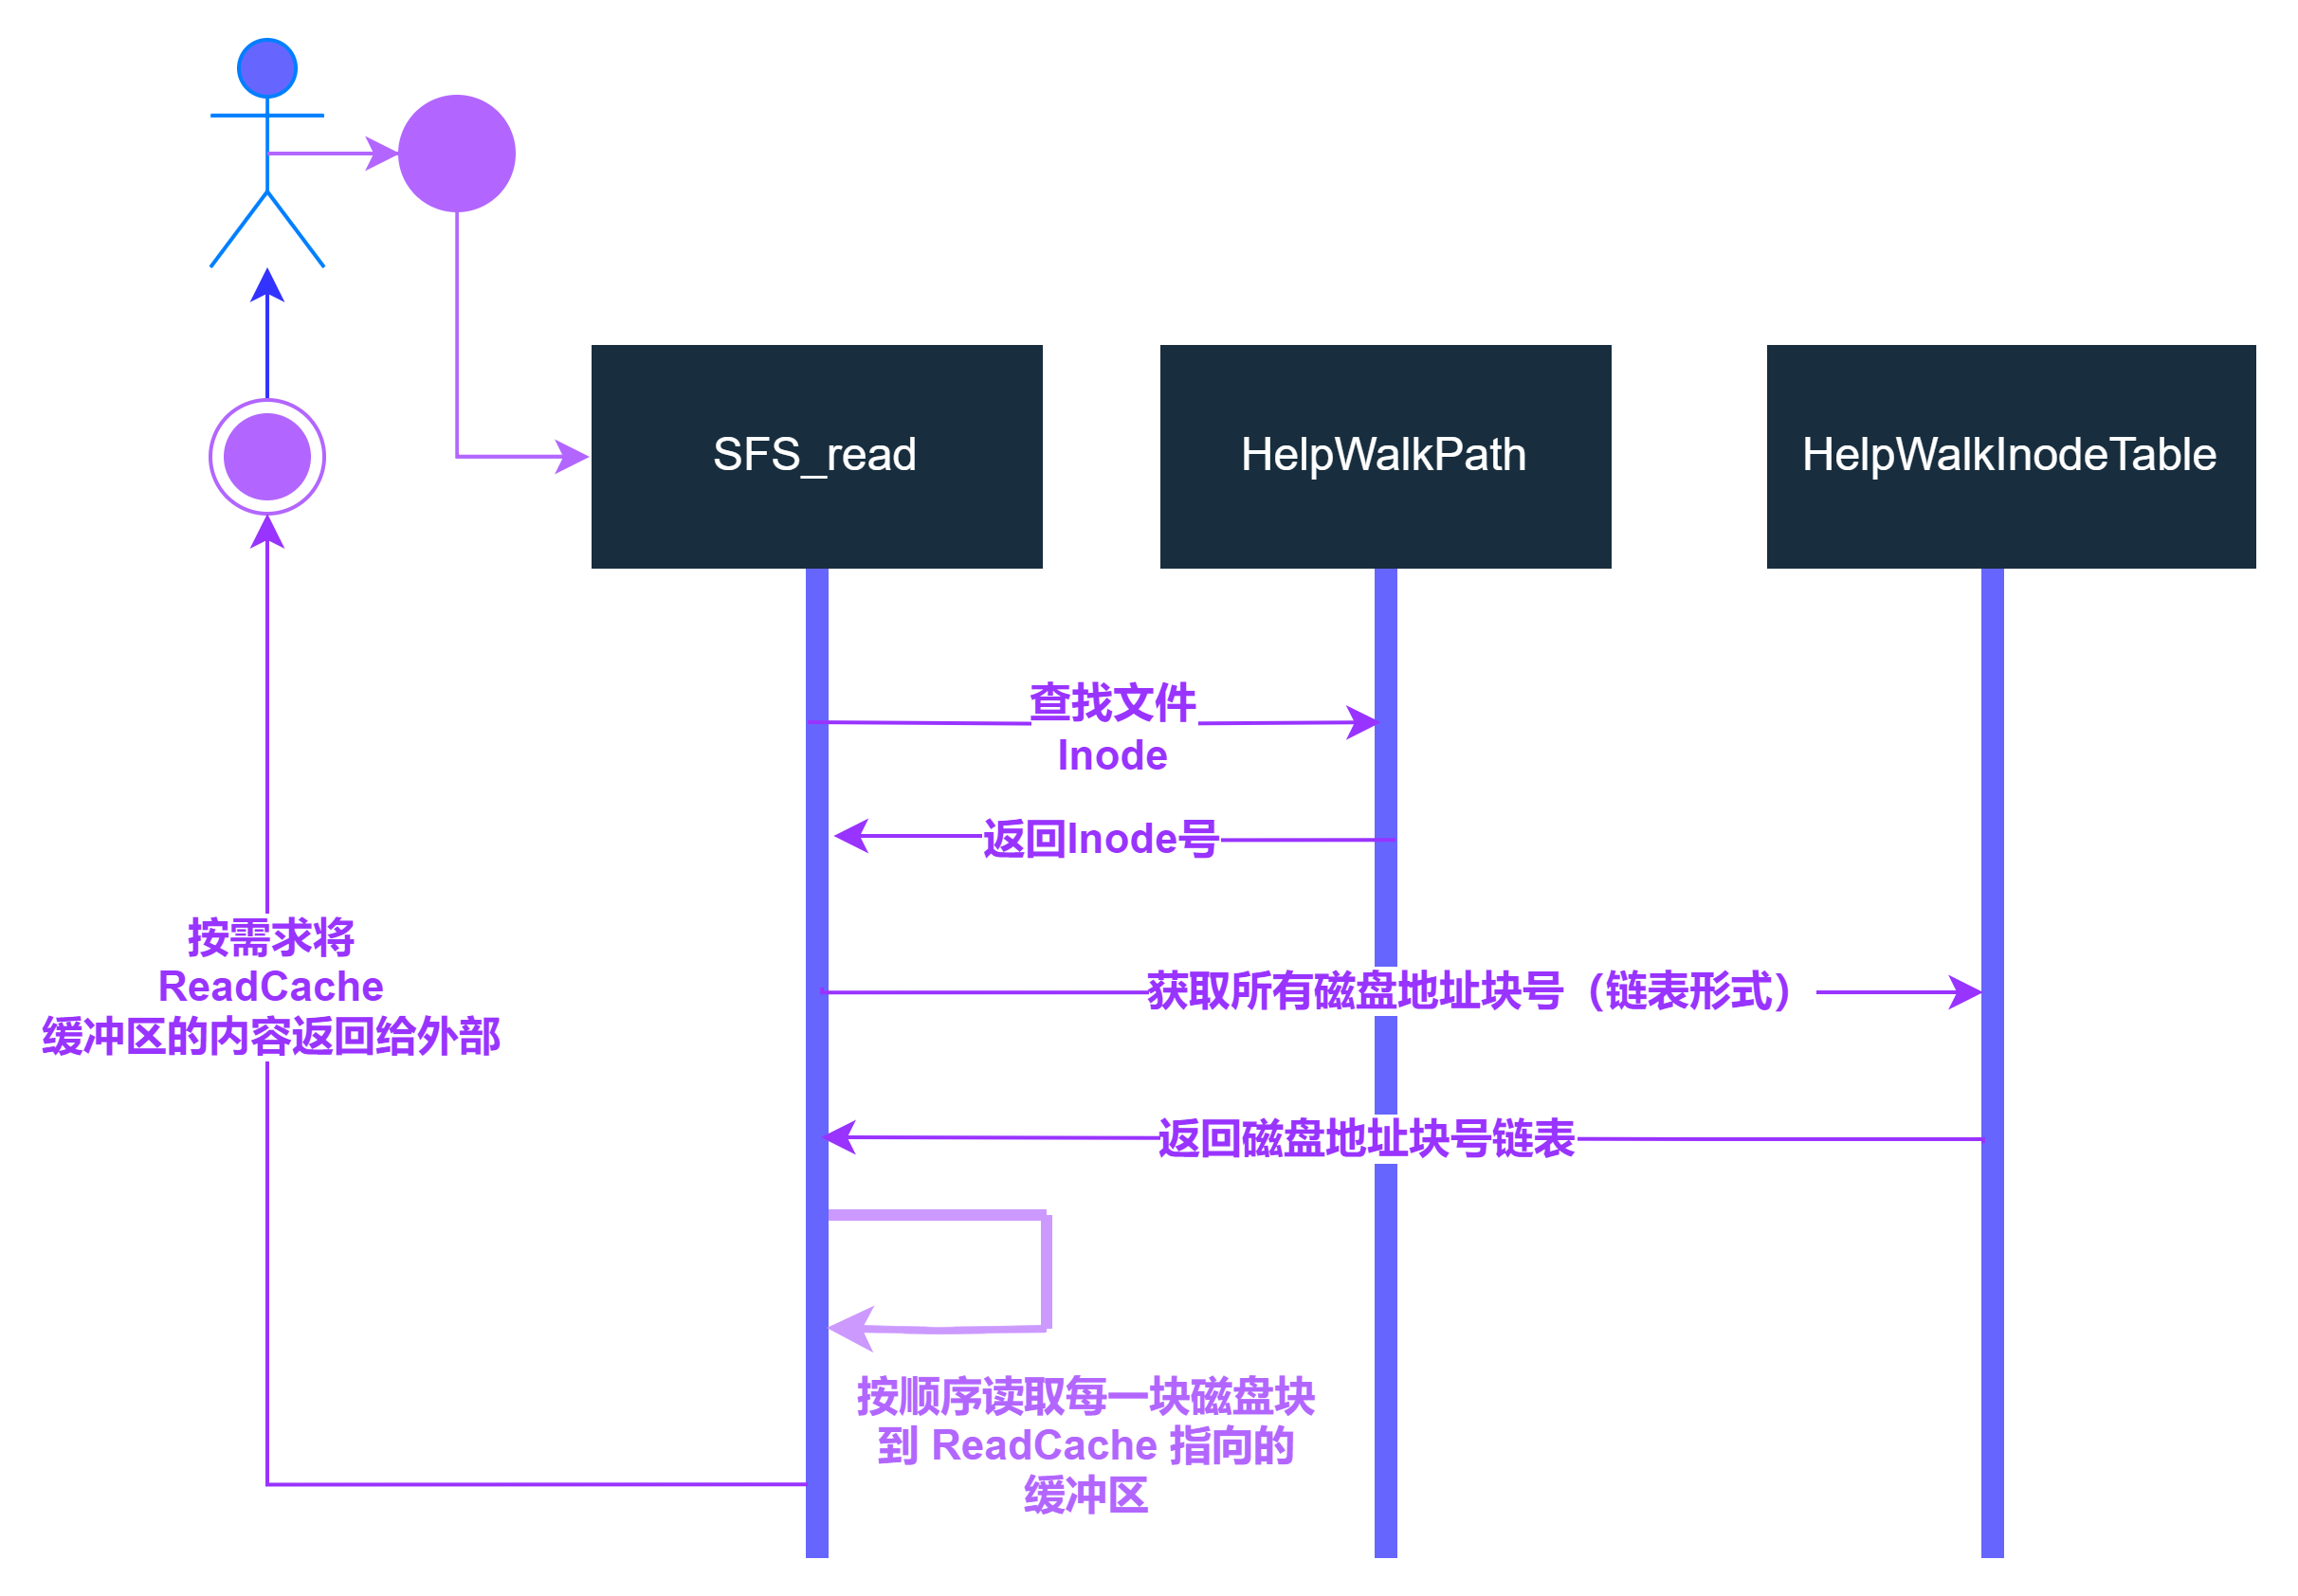 SFS_read
HelpWalkPath
HelpWalkInodeTable
查找文件
Inode
返回Inode号
按需求将
ReadCache
缓冲区的内容返回给外部
获取所有磁盘地址块号（链表形式）
返回磁盘地址块号链表
按顺序读取每一块磁盘块
到 ReadCache 指向的
缓冲区